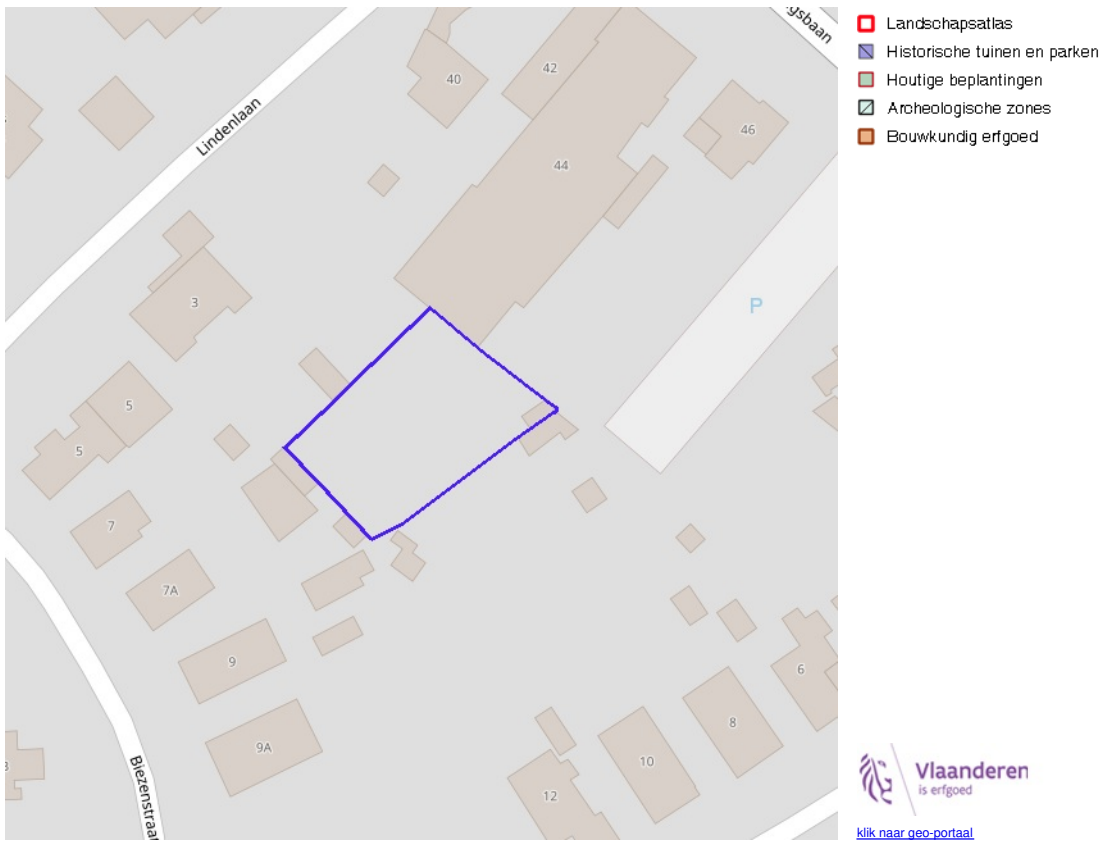 gsbaan
40
42
Lindenlaan
46
44
3
P
5
5
7
7A
9
6
8
9A
10
12
Biezenstraat
Landschapsatlas
Historische tuinen en parken
Houtige beplantingen
Archeologische zones
Bouwkundig erfgoed
Vlaanderen
is erfgoed
klik naar geo-portaal